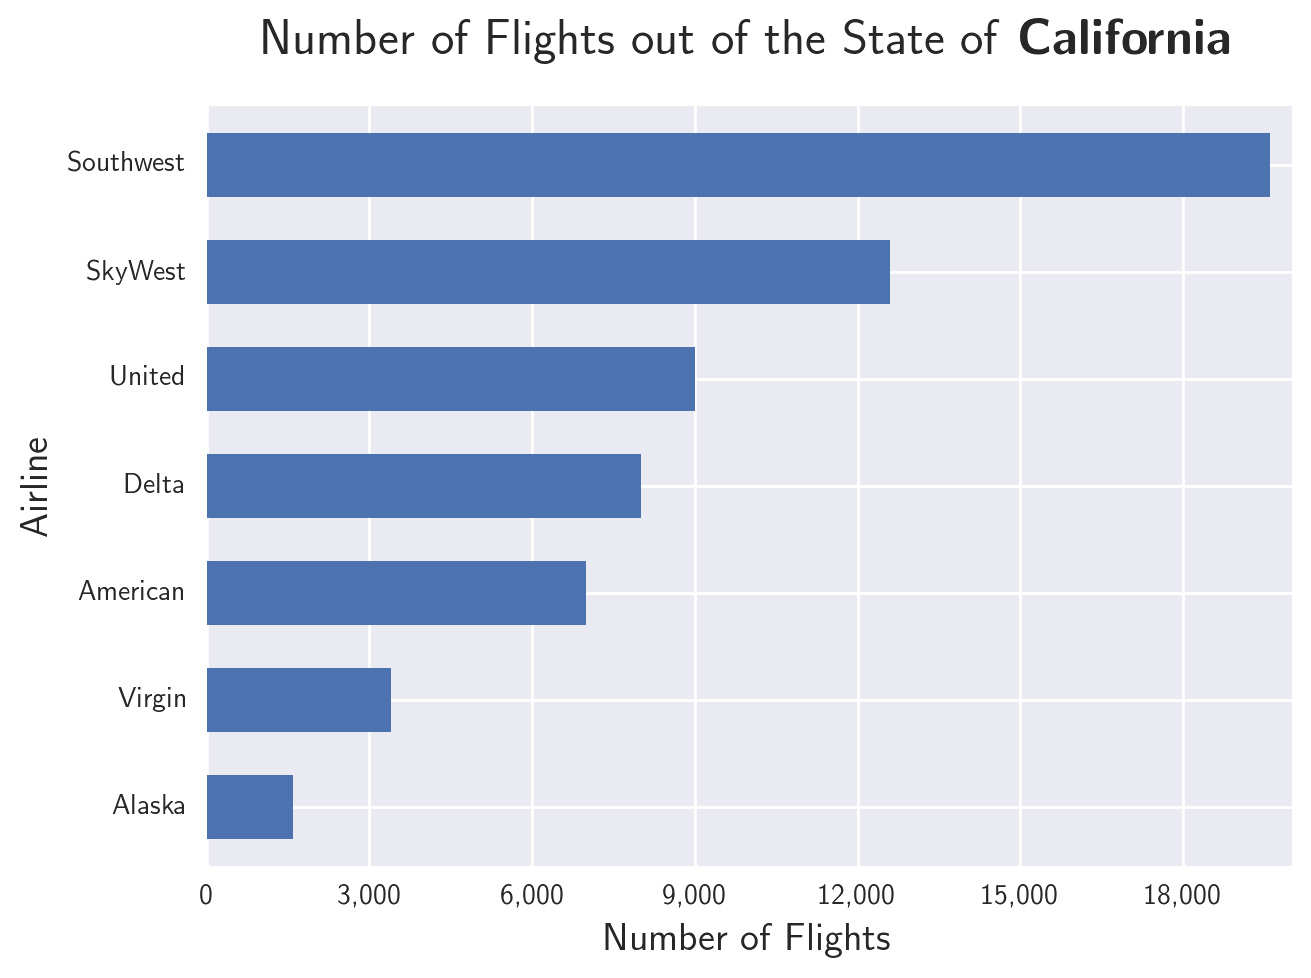 Number of Flights out of the State of California
Southwest
SkyWest
United
Delta
American
Virgin
Alaska
Airline
0 3,000 6,000 9,000 12,000 15,000 18,000
Number of Flights